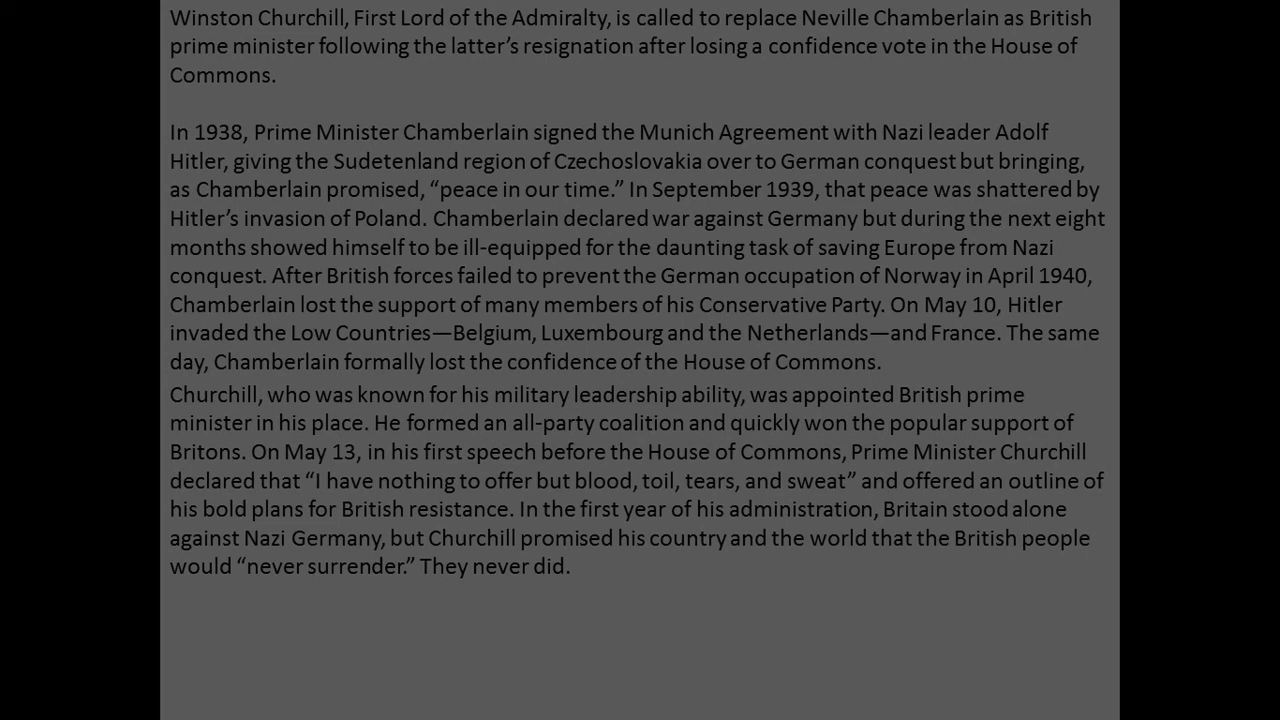 Winston Churchill, First Lord of the Admiralty, is called to replace Neville Chamberlain as British
prime minister following the latter’s resignation after losing a confidence vote in the House of
Commons.
In 1938, Prime Minister Chamberlain signed the Munich Agreement with Nazi leader Adolf
Hitler, giving the Sudetenland region of Czechoslovakia over to German conquest but bringing,
as Chamberlain promised, “peace in our time.” In September 1939, that peace was shattered by
Hitler’s invasion of Poland. Chamberlain declared war against Germany but during the next eight
months showed himself to be ill-equipped for the daunting task of saving Europe from Nazi
conquest. After British forces failed to prevent the German occupation of Norway in April 1940,
Chamberlain lost the support of many members of his Conservative Party. On May 10, Hitler
invaded the Low Countries—Belgium, Luxembourg and the Netherlands—and France. The same
day, Chamberlain formally lost the confidence of the House of Commons.
Churchill, who was known for his military leadership ability, was appointed British prime
minister in his place. He formed an all-party coalition and quickly won the popular support of
Britons. On May 13, in his first speech before the House of Commons, Prime Minister Churchill
declared that “I have nothing to offer but blood, toil, tears, and sweat” and offered an outline of
his bold plans for British resistance. In the first year of his administration, Britain stood alone
against Nazi Germany, but Churchill promised his country and the world that the British people
would “never surrender.” They never did.